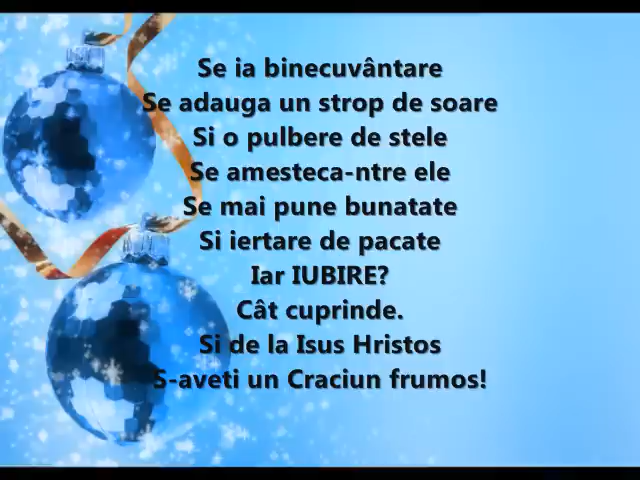 Se ia binecuvântare
Se adauga un strop de soare
Si o pulbere de stele
Se amesteca-ntre ele
Se mai pune bunatate
Si iertare de pacate
Iar IUBIRE?
Cât cuprinde.
Si de la Isus Hristos
S-aveti un Craciun frumos!